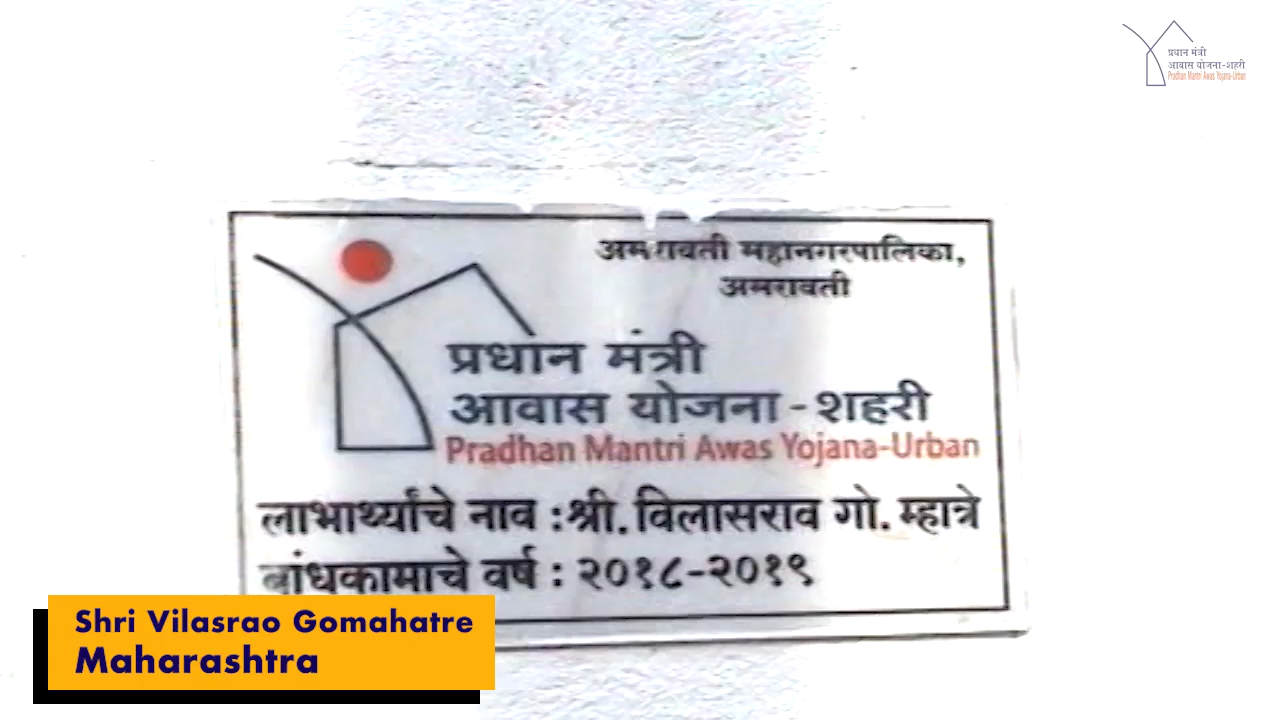 प्रधान मंत्री
आवास योजना-शहरी
Pradhan Mantri Awas Yojana-Urban
अमरावती महानगरपालिका,
अमरावती
प्रधान मंत्री
आवास योजना - शहरी
Pradhan Mantri Awas Yojana-Urban
लाभार्थ्यांचे नाव : श्री. विलासराव गो. म्हात्रे
बांधकामाचे वर्ष : २०१८-२०१९
Shri Vilasrao Gomahatre
Maharashtra